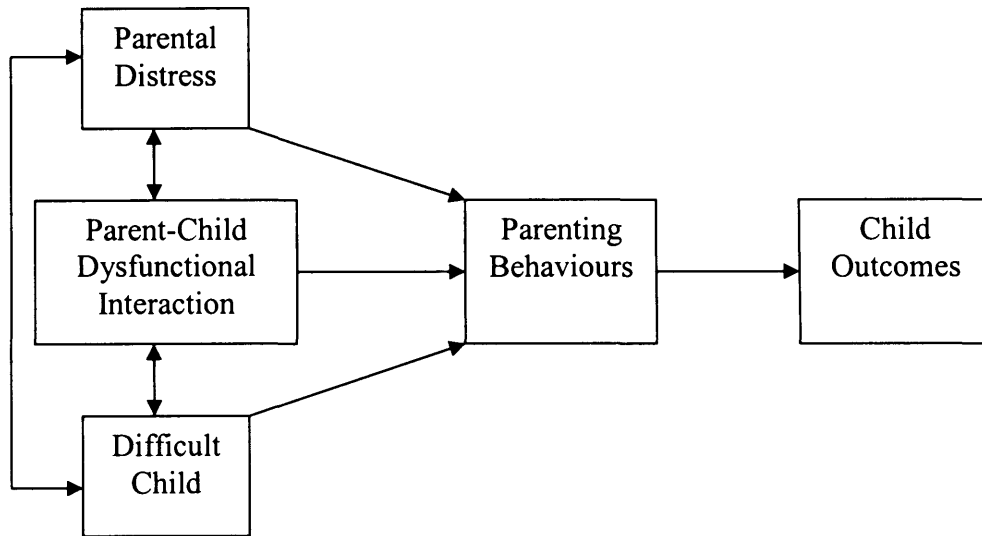 Parental
Distress
Parent-Child
Dysfunctional
Interaction
Difficult
Child
Parenting
Behaviours
Child
Outcomes